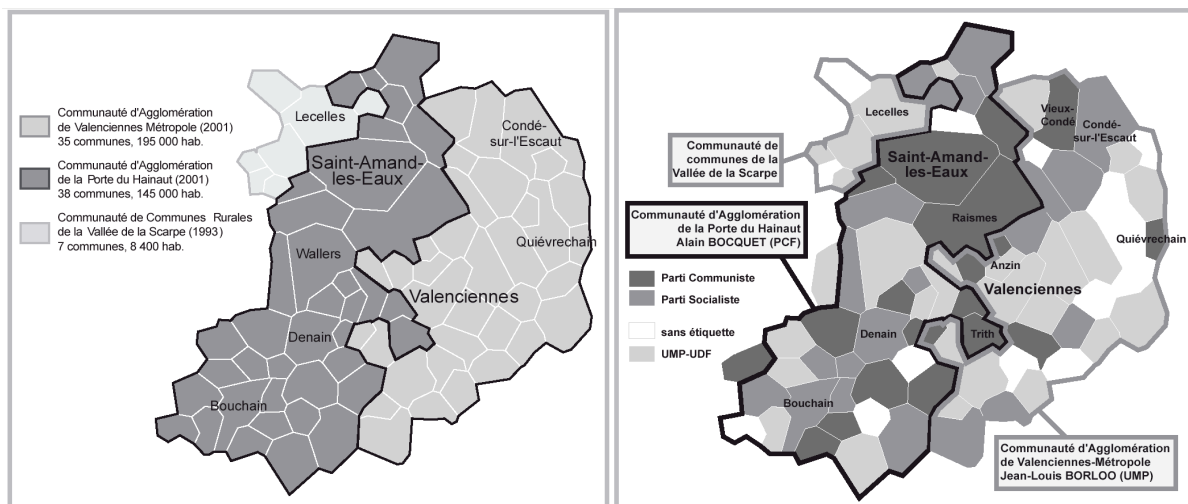 Communauté d'Agglomération
de Valenciennes Métropole (2001)
35 communes, 195 000 hab.
Communauté d'Agglomération
de la Porte du Hainaut (2001)
38 communes, 145 000 hab.
Communauté de Communes Rurales
de la Vallée de la Scarpe (1993)
7 communes, 8 400 hab.
Lecelles
Condé-
sur-l'Escaut
Saint-Amand-
les-Eaux
Wallers
Quiévrechain
Valenciennes
Denain
Bouchain
Lecelles
Vieux-
Condé
Condé-
sur-l'Escaut
Communauté de
communes de la
Vallée de la Scarpe
Saint-Amand-
les-Eaux
Raismes
Communauté d'Agglomération
de la Porte du Hainaut
Alain BOCQUET (PCF)
Quiévrechain
Anzin
Valenciennes
Parti Communiste
Parti Socialiste
sans étiquette
UMP-UDF
Denain
Trith
Bouchain
Communauté d'Agglomération
de Valenciennes-Métropole
Jean-Louis BORLOO (UMP)